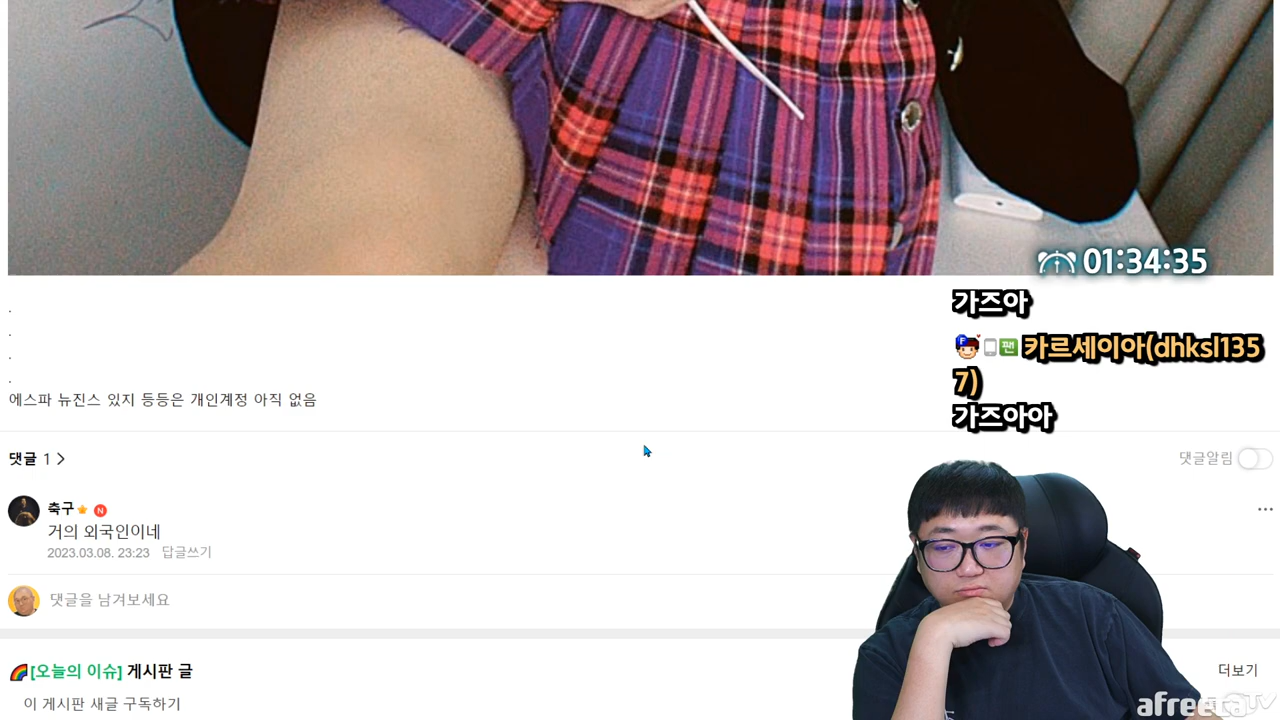 01:34:35
가즈아
F 팬 카르세이아(dhksl135
7)
가즈아아
.
.
.
.
에스파 뉴진스 있지 등등은 개인계정 아직 없음
댓글 1
댓글알림
축구 N
거의 외국인이네
2023.03.08. 23:23 답글쓰기
댓글을 남겨보세요
[오늘의 이슈] 게시판 글
더보기
이 게시판 새글 구독하기
afreecaTV